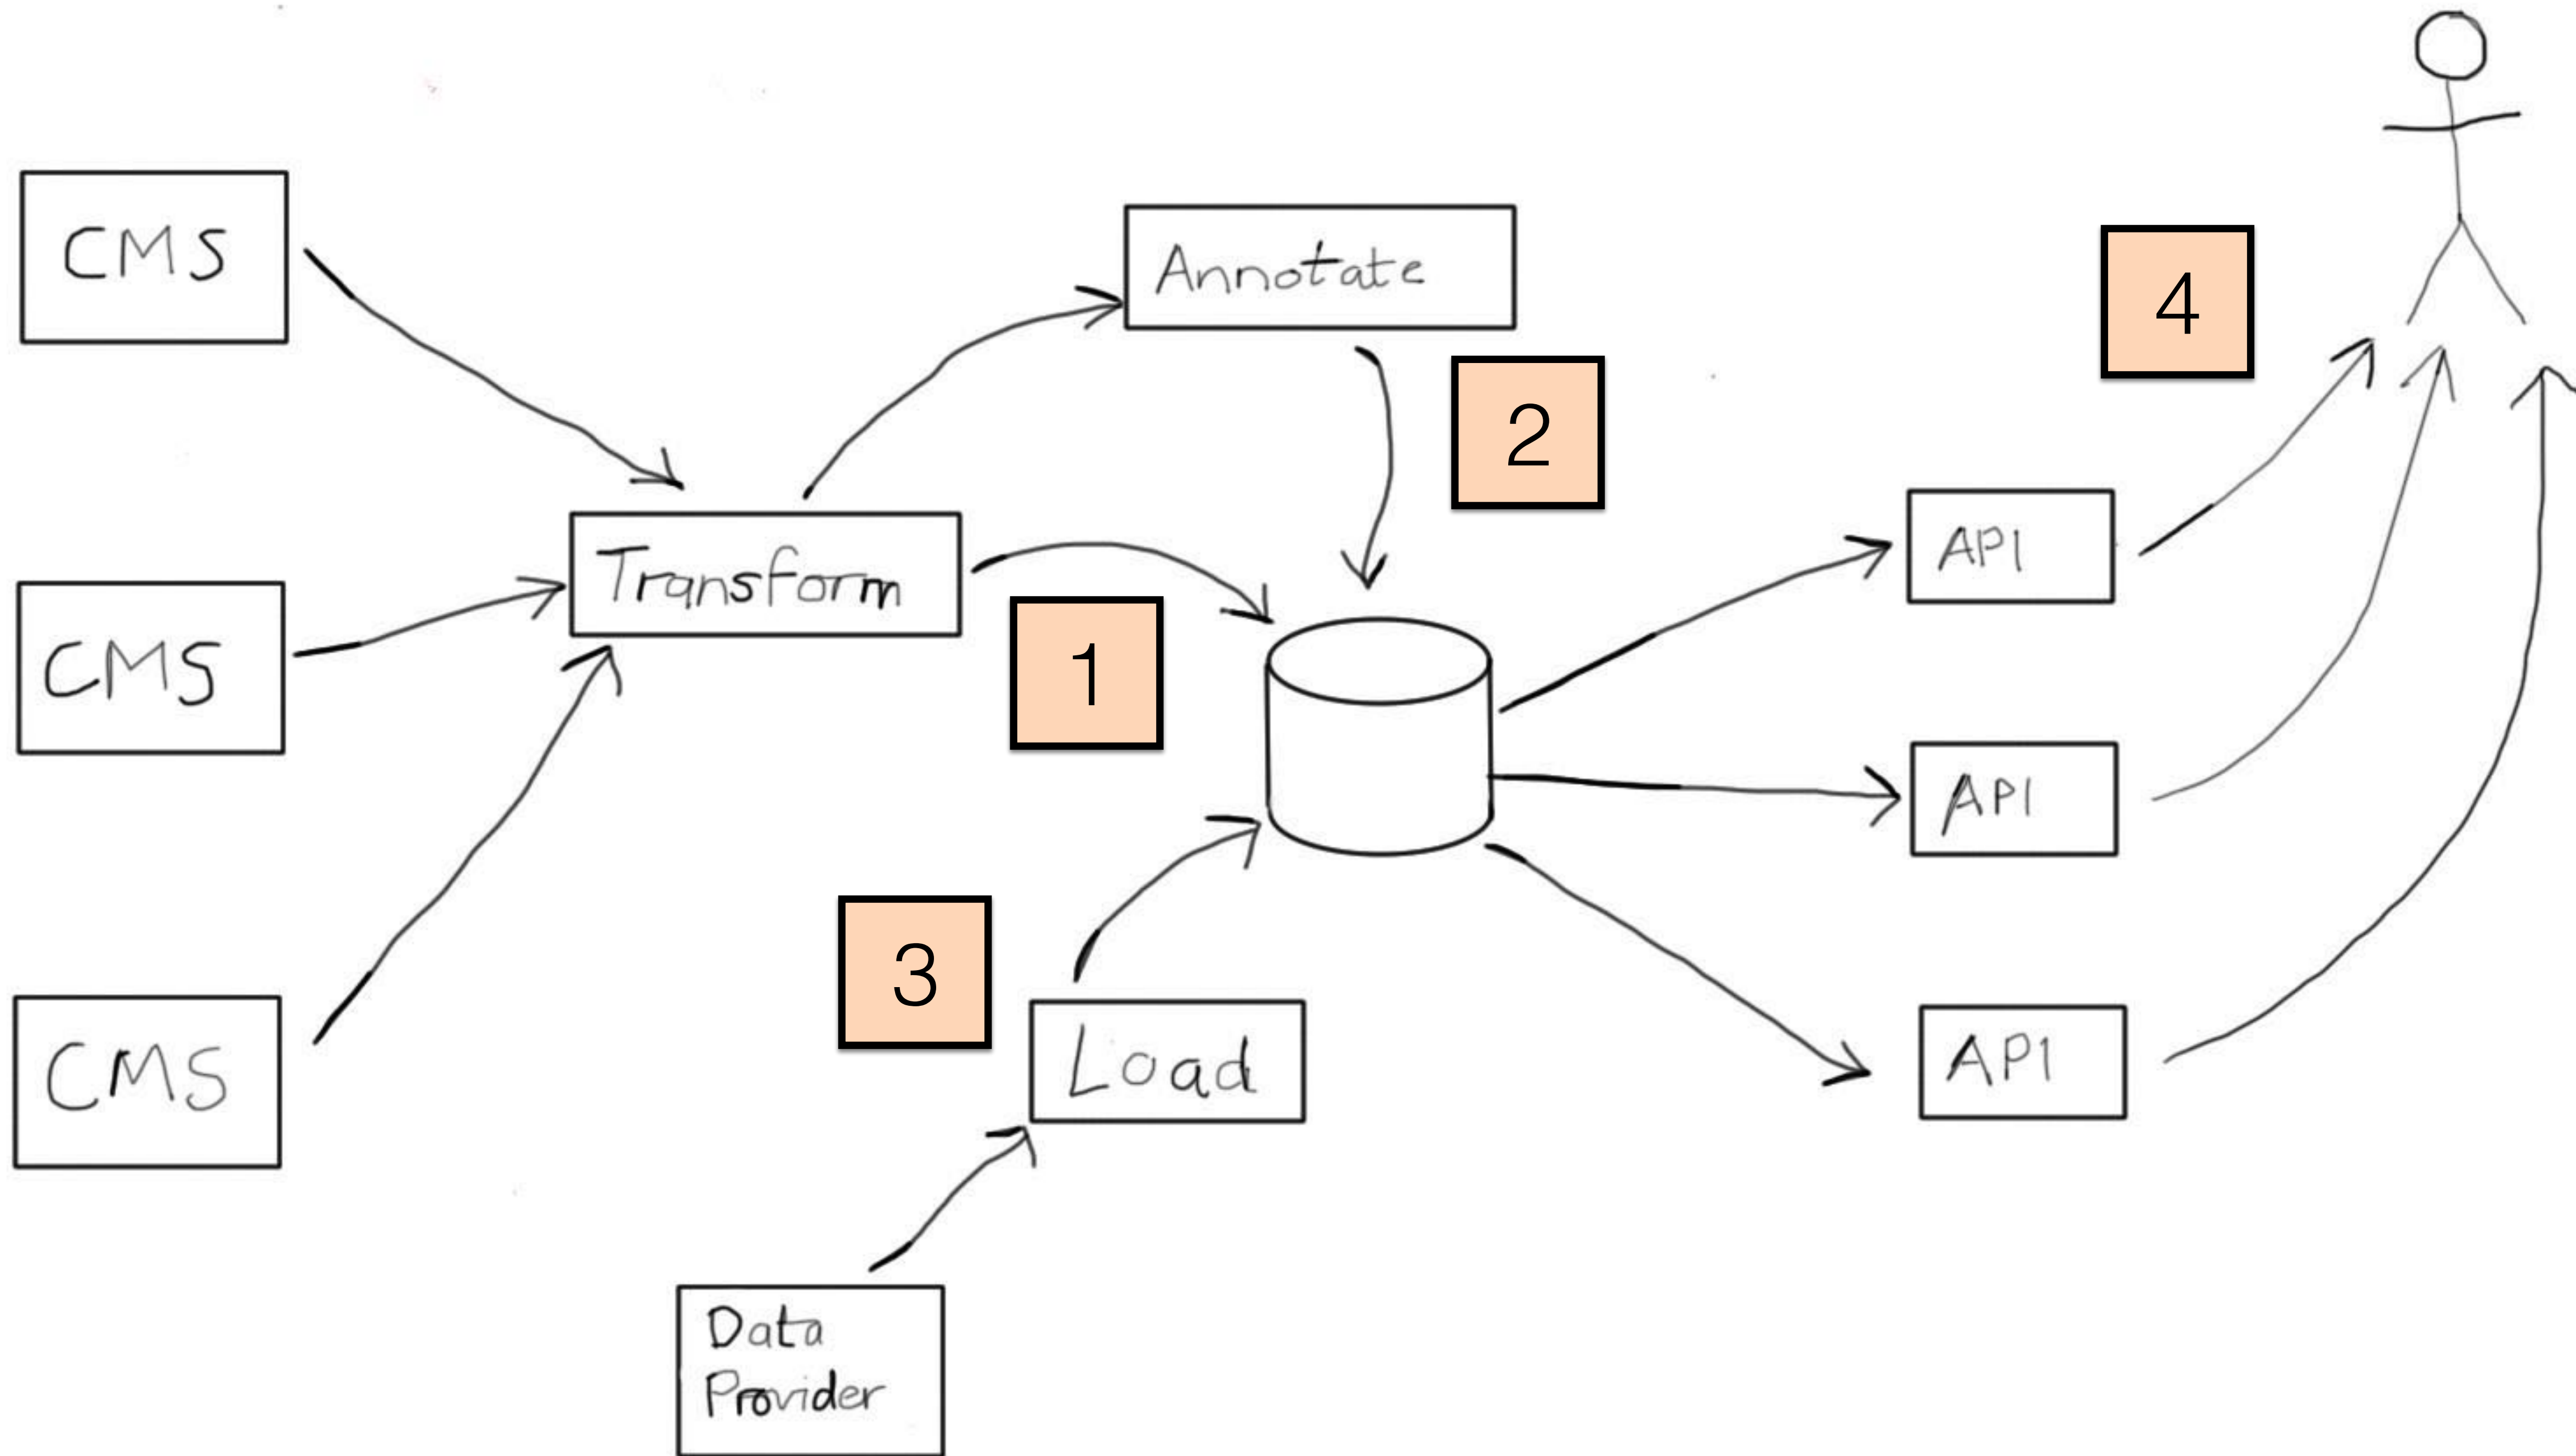 CMS
Annotate
4
2
Transform
API
CMS
1
API
3
CMS
Load
API
Data
Provider